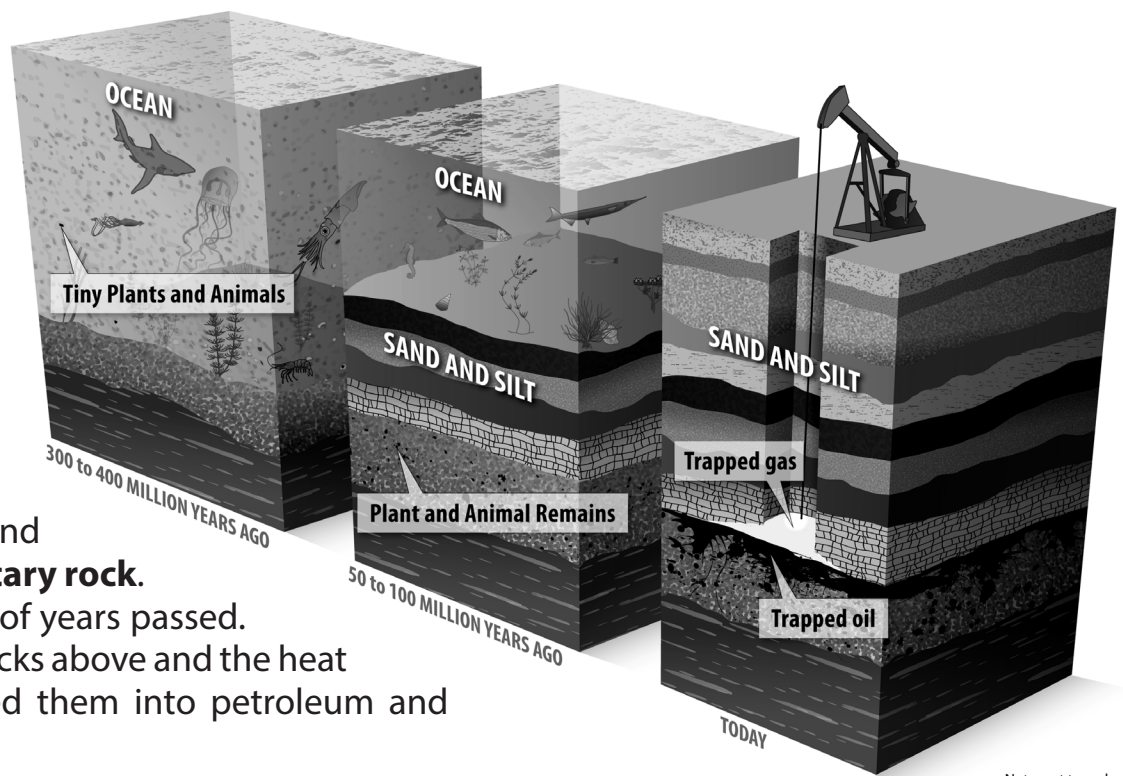 OCEAN
Tiny Plants and Animals
300 to 400 MILLION YEARS AGO
OCEAN
SAND AND SILT
Plant and Animal Remains
50 to 100 MILLION YEARS AGO
SAND AND SILT
Trapped gas
Trapped oil
TODAY
tary rock.
of years passed.
cks above and the heat
d them into petroleum and